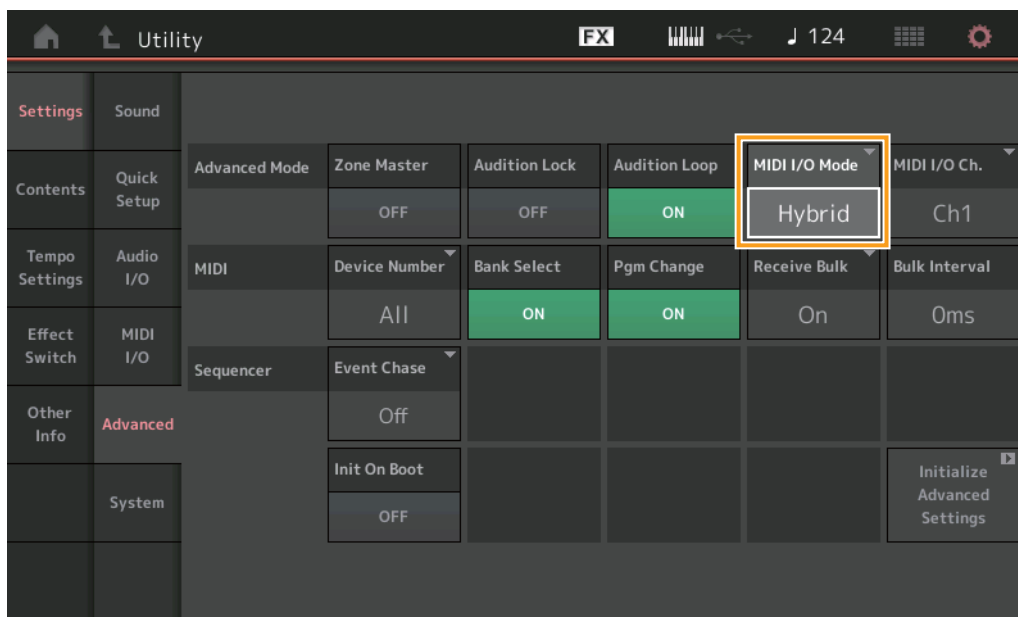 Utility
FX
♩ 124
Settings
Contents
Tempo
Settings
Effect
Switch
Other
Info
Sound
Quick
Setup
Audio
I/O
MIDI
I/O
Advanced
System
Advanced Mode
Zone Master
OFF
Audition Lock
OFF
Audition Loop
ON
MIDI I/O Mode
Hybrid
MIDI I/O Ch.
Ch1
MIDI
Device Number
All
Bank Select
ON
Pgm Change
ON
Receive Bulk
On
Bulk Interval
0ms
Sequencer
Event Chase
Off
Init On Boot
OFF
Initialize
Advanced
Settings